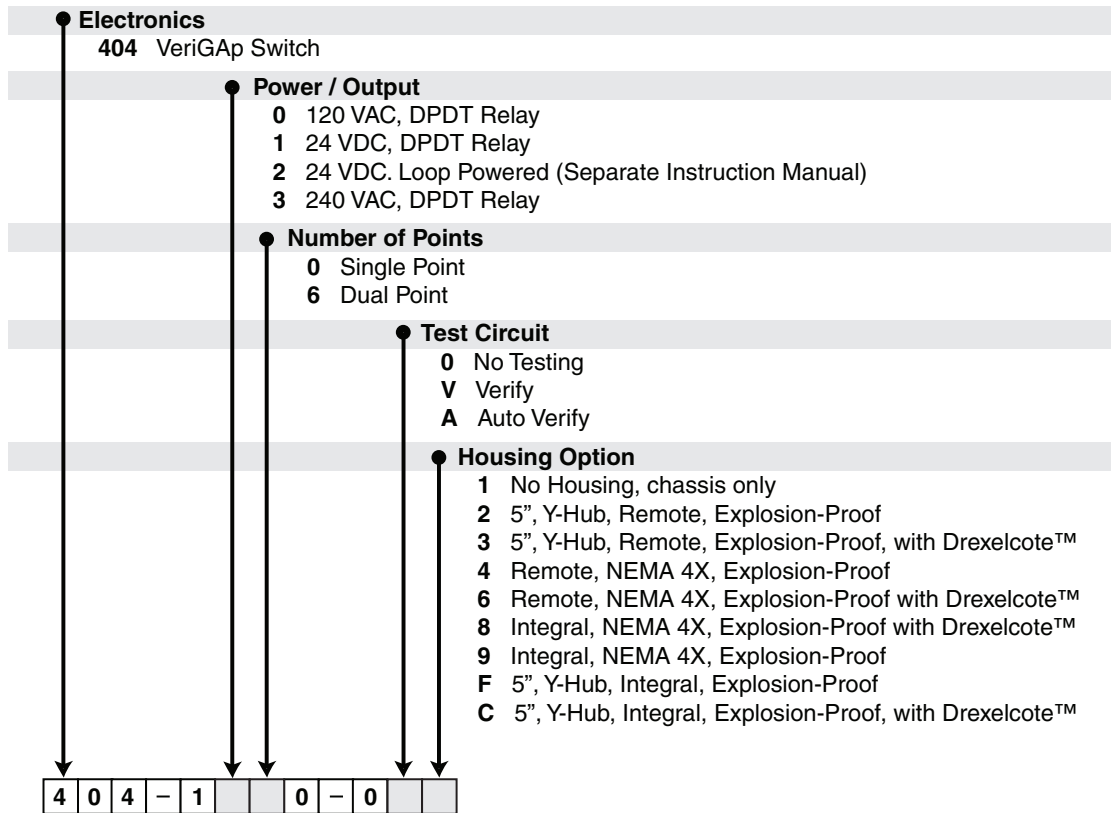 Electronics
404 VeriGAp Switch
Power / Output
0 120 VAC, DPDT Relay
1 24 VDC, DPDT Relay
2 24 VDC. Loop Powered (Separate Instruction Manual)
3 240 VAC, DPDT Relay
Number of Points
0 Single Point
6 Dual Point
Test Circuit
0 No Testing
V Verify
A Auto Verify
Housing Option
1 No Housing, chassis only
2 5”, Y-Hub, Remote, Explosion-Proof
3 5”, Y-Hub, Remote, Explosion-Proof, with Drexelcote™
4 Remote, NEMA 4X, Explosion-Proof
6 Remote, NEMA 4X, Explosion-Proof with Drexelcote™
8 Integral, NEMA 4X, Explosion-Proof with Drexelcote™
9 Integral, NEMA 4X, Explosion-Proof
F 5”, Y-Hub, Integral, Explosion-Proof
C 5”, Y-Hub, Integral, Explosion-Proof, with Drexelcote™
4 0 4 – 1 0 – 0